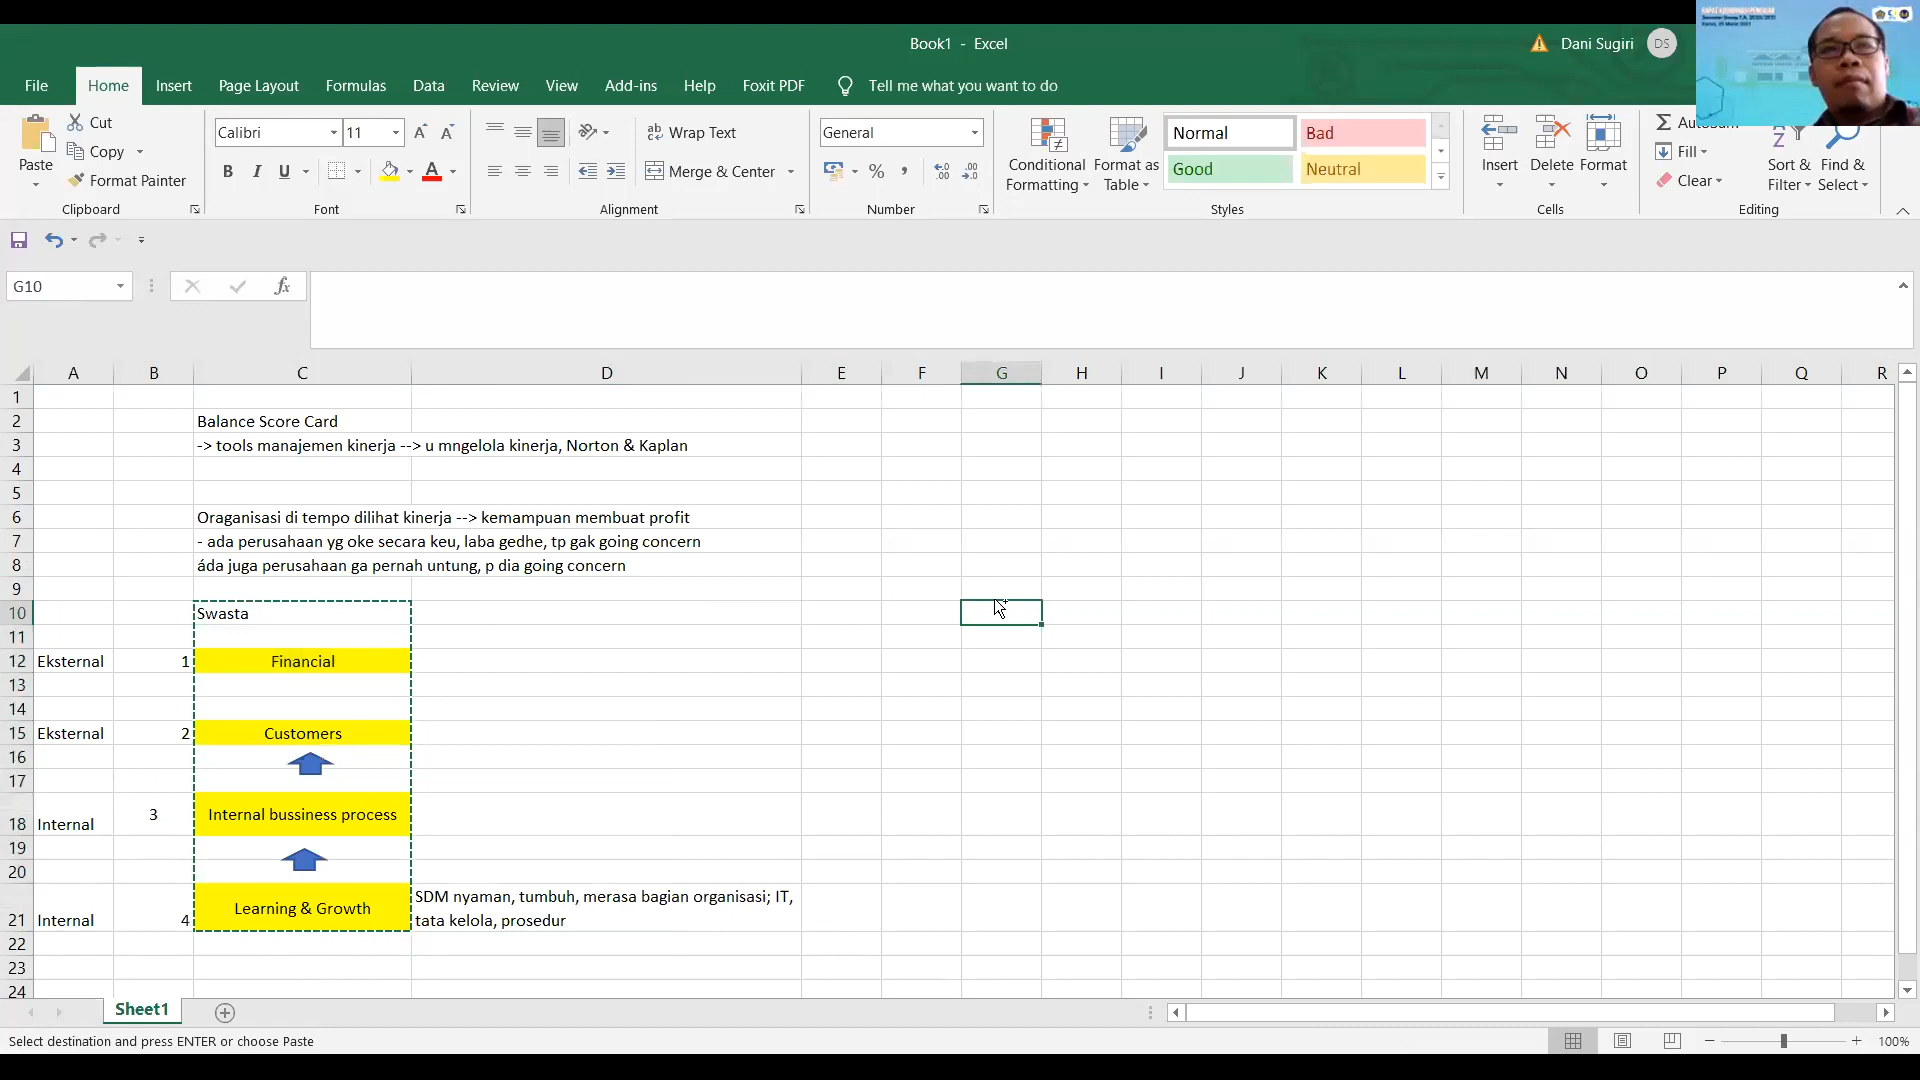 Book1 - Excel
Dani Sugiri DS
File Home Insert Page Layout Formulas Data Review View Add-ins Help Foxit PDF Tell me what you want to do
Cut
Copy
Format Painter
Paste
Clipboard
Calibri 11
B I U
Font
Wrap Text
Merge & Center
Alignment
General
Number
Conditional Formatting
Format as Table
Normal Bad
Good Neutral
Styles
Insert Delete Format
Cells
Fill
Clear
Sort & Filter
Find & Select
Editing
G10
fx
A B C D E F G H I J K L M N O P Q R
1
2 Balance Score Card
3 -> tools manajemen kinerja --> u mngelola kinerja, Norton & Kaplan
4
5
6 Oraganisasi di tempo dilihat kinerja --> kemampuan membuat profit
7 - ada perusahaan yg oke secara keu, laba gedhe, tp gak going concern
8 áda juga perusahaan ga pernah untung, p dia going concern
9
10 Swasta
11
12 Eksternal 1 Financial
13
14
15 Eksternal 2 Customers
16
17
18 Internal 3 Internal bussiness process
19
20
21 Internal 4 Learning & Growth SDM nyaman, tumbuh, merasa bagian organisasi; IT,
tata kelola, prosedur
22
23
24
Sheet1
Select destination and press ENTER or choose Paste
100%